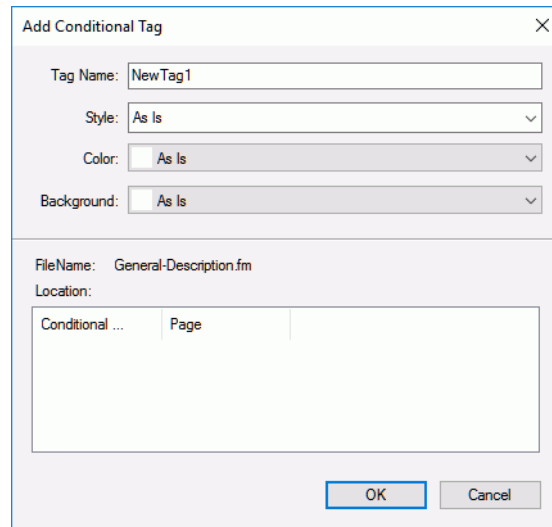 Add Conditional Tag
Tag Name: NewTag1
Style: As Is
Color: As Is
Background: As Is
FileName: General-Description.fm
Location:
Conditional ... Page
OK Cancel